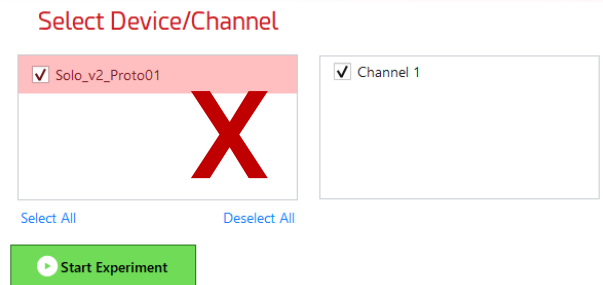 Select Device/Channel
Solo_v2_Proto01
Channel 1
X
Select All
Deselect All
Start Experiment